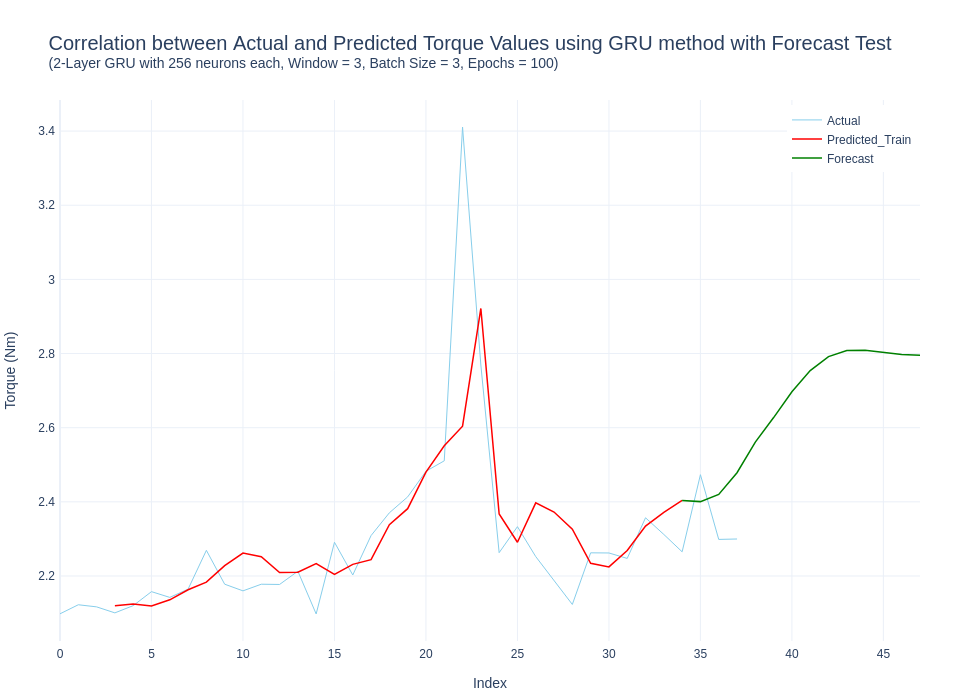 Correlation between Actual and Predicted Torque Values using GRU method with Forecast Test
(2-Layer GRU with 256 neurons each, Window = 3, Batch Size = 3, Epochs = 100)
Actual
Predicted_Train
Forecast
3.4
3.2
3
2.8
2.6
2.4
2.2
Torque (Nm)
0 5 10 15 20 25 30 35 40 45
Index